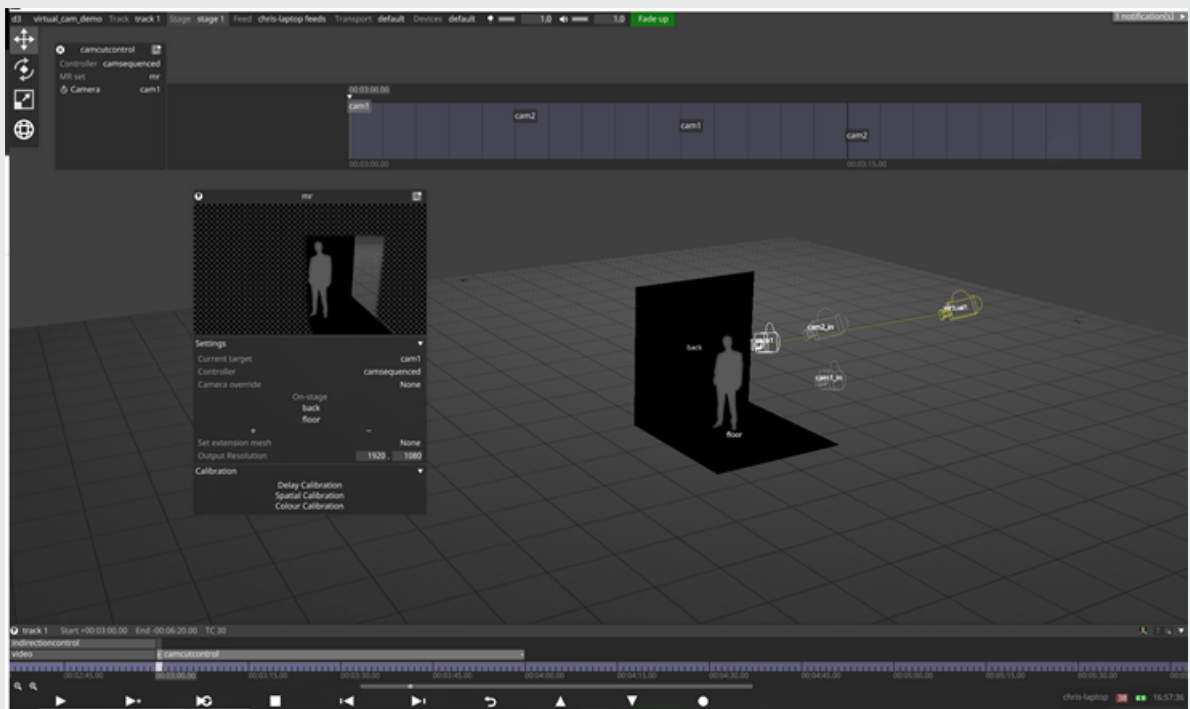 d3 virtual_cam_demo Track track 1 Stage stage 1 Feed chris-laptop feeds Transport default Devices default 1.0 1.0 Fade up 1 notification(s)
camcutcontrol
Controller camsequenced
MR set mr
Camera cam1
00:03:00.00
cam1
cam2
cam1
cam2
00:03:00.00 00:03:15.00
mr
Settings
Current target cam1
Controller camsequenced
Camera override None
On-stage
back
floor
+ −
Set extension mesh None
Output Resolution 1920 , 1080
Calibration
Delay Calibration
Spatial Calibration
Colour Calibration
virtual1
cam2_in
back
cam1_in
floor
track 1 Start +00:03:00.00 End -00:06:20.00 TC 30
indirectioncontrol
video camcutcontrol
00:02:45.00 00:03:00.00 00:03:15.00 00:03:30.00 00:03:45.00 00:04:00.00 00:04:15.00 00:04:30.00 00:04:45.00 00:05:00.00 00:05:15.00 00:05:30.00
chris-laptop 38 16:57:36